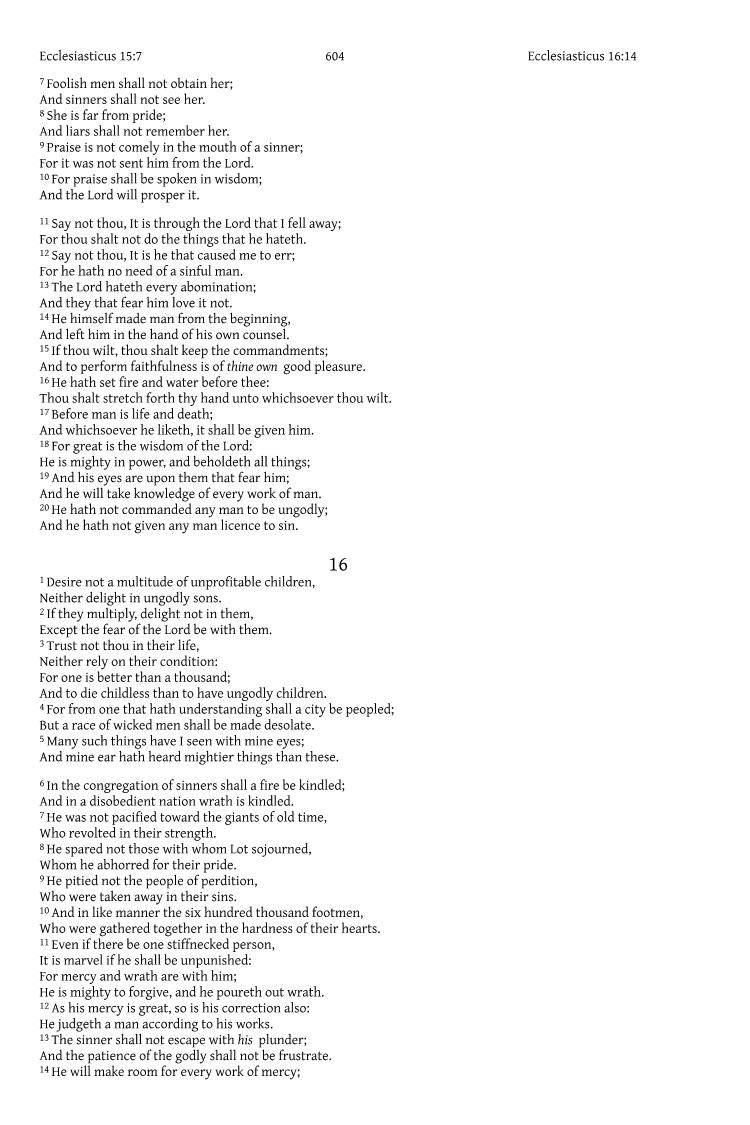 Ecclesiasticus 15:7 604 Ecclesiasticus 16:14
7 Foolish men shall not obtain her;
And sinners shall not see her.
8 She is far from pride;
And liars shall not remember her.
9 Praise is not comely in the mouth of a sinner;
For it was not sent him from the Lord.
10 For praise shall be spoken in wisdom;
And the Lord will prosper it.
11 Say not thou, It is through the Lord that I fell away;
For thou shalt not do the things that he hateth.
12 Say not thou, It is he that caused me to err;
For he hath no need of a sinful man.
13 The Lord hateth every abomination;
And they that fear him love it not.
14 He himself made man from the beginning,
And left him in the hand of his own counsel.
15 If thou wilt, thou shalt keep the commandments;
And to perform faithfulness is of thine own good pleasure.
16 He hath set fire and water before thee:
Thou shalt stretch forth thy hand unto whichsoever thou wilt.
17 Before man is life and death;
And whichsoever he liketh, it shall be given him.
18 For great is the wisdom of the Lord:
He is mighty in power, and beholdeth all things;
19 And his eyes are upon them that fear him;
And he will take knowledge of every work of man.
20 He hath not commanded any man to be ungodly;
And he hath not given any man licence to sin.
16
1 Desire not a multitude of unprofitable children,
Neither delight in ungodly sons.
2 If they multiply, delight not in them,
Except the fear of the Lord be with them.
3 Trust not thou in their life,
Neither rely on their condition:
For one is better than a thousand;
And to die childless than to have ungodly children.
4 For from one that hath understanding shall a city be peopled;
But a race of wicked men shall be made desolate.
5 Many such things have I seen with mine eyes;
And mine ear hath heard mightier things than these.
6 In the congregation of sinners shall a fire be kindled;
And in a disobedient nation wrath is kindled.
7 He was not pacified toward the giants of old time,
Who revolted in their strength.
8 He spared not those with whom Lot sojourned,
Whom he abhorred for their pride.
9 He pitied not the people of perdition,
Who were taken away in their sins.
10 And in like manner the six hundred thousand footmen,
Who were gathered together in the hardness of their hearts.
11 Even if there be one stiffnecked person,
It is marvel if he shall be unpunished:
For mercy and wrath are with him;
He is mighty to forgive, and he poureth out wrath.
12 As his mercy is great, so is his correction also:
He judgeth a man according to his works.
13 The sinner shall not escape with his plunder;
And the patience of the godly shall not be frustrate.
14 He will make room for every work of mercy;